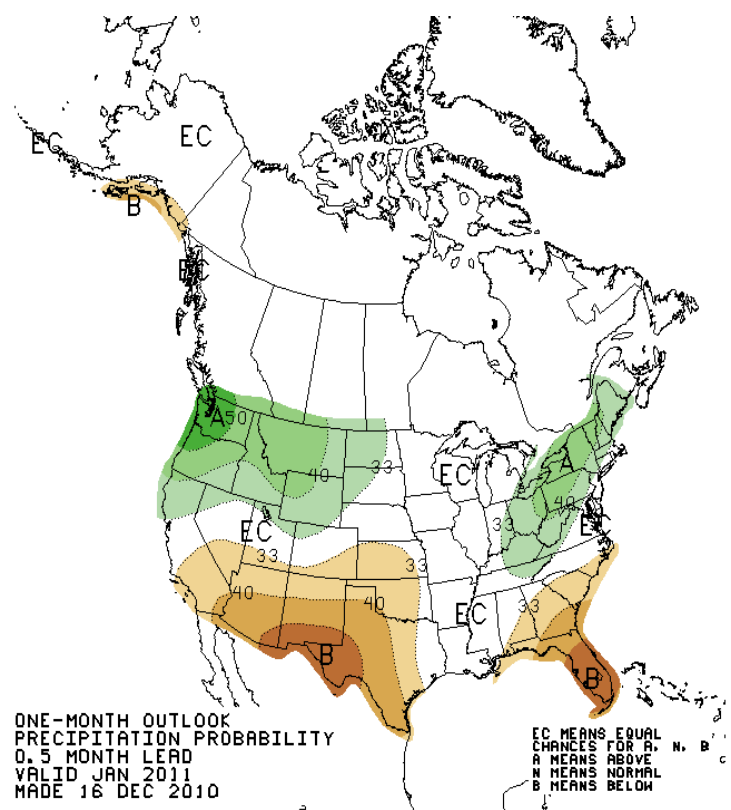 EC
EC
B
EC
A
50
A
40
33
EC
40
33
EC
EC
33
33
33
40
40
EC
33
B
B
ONE-MONTH OUTLOOK
PRECIPITATION PROBABILITY
0.5 MONTH LEAD
VALID JAN 2011
MADE 16 DEC 2010
EC MEANS EQUAL
CHANCES FOR A, N, B
A MEANS ABOVE
N MEANS NORMAL
B MEANS BELOW